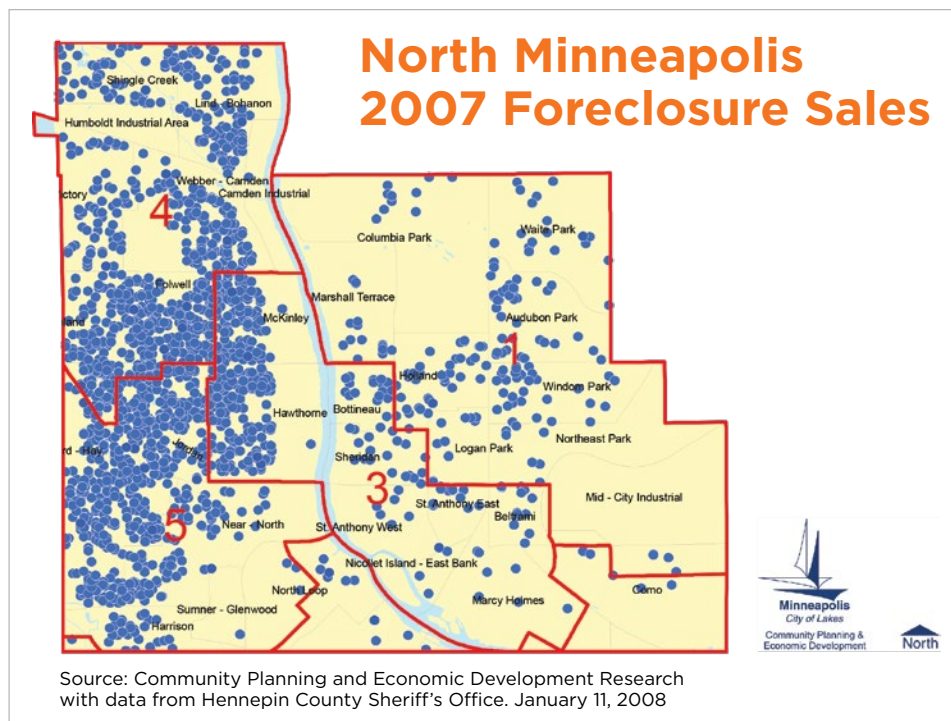 North Minneapolis
2007 Foreclosure Sales
Shingle Creek
Lind - Bohanon
Humboldt Industrial Area
Webber - Camden
Camden Industrial
ictory
4
Columbia Park
Waite Park
Folwell
Marshall Terrace
McKinley
Audubon Park
land
1
Holland
Windom Park
Hawthorne
Bottineau
Northeast Park
Jordan
rd - Hay
Logan Park
Sheridan
3
Mid - City Industrial
St. Anthony East
Beltrami
5
Near - North
St. Anthony West
Nicollet Island - East Bank
North Loop
Como
Marcy Holmes
Sumner - Glenwood
Harrison
Minneapolis
City of Lakes
Community Planning &
Economic Development
North
Source: Community Planning and Economic Development Research
with data from Hennepin County Sheriff's Office. January 11, 2008